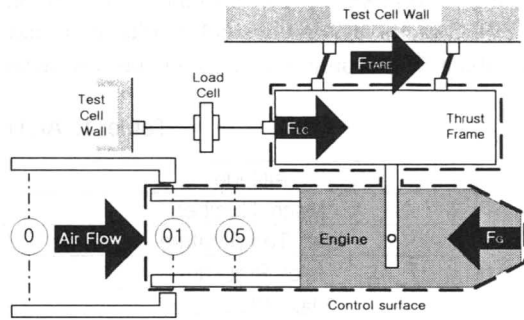 Test Cell Wall
FTARE
Load
Cell
Test
Cell
Wall
FLC
Thrust
Frame
0
Air Flow
01
05
Engine
FG
Control surface